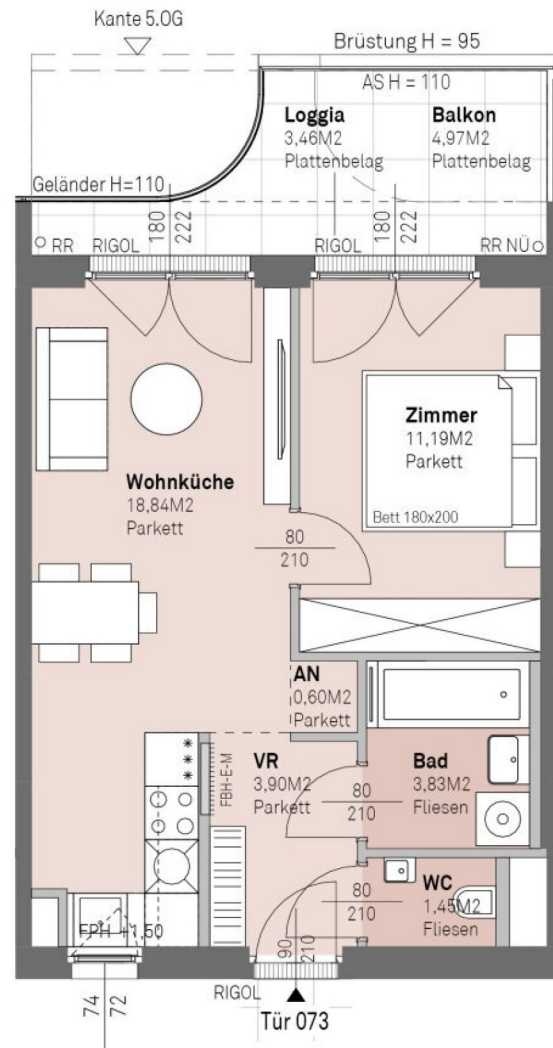 Kante 5.OG
Brüstung H = 95
AS H = 110
Loggia
3,46M2
Plattenbelag
Balkon
4,97M2
Plattenbelag
Geländer H=110
RR
RIGOL
180
222
RIGOL
180
222
RR NÜ
Zimmer
11,19M2
Parkett
Bett 180x200
Wohnküche
18,84M2
Parkett
80
210
AN
0,60M2
Parkett
VR
3,90M2
Parkett
FBH-E-M
80
210
Bad
3,83M2
Fliesen
80
210
WC
1,45M2
Fliesen
FPH +1,50
90
210
74
72
RIGOL
Tür 073